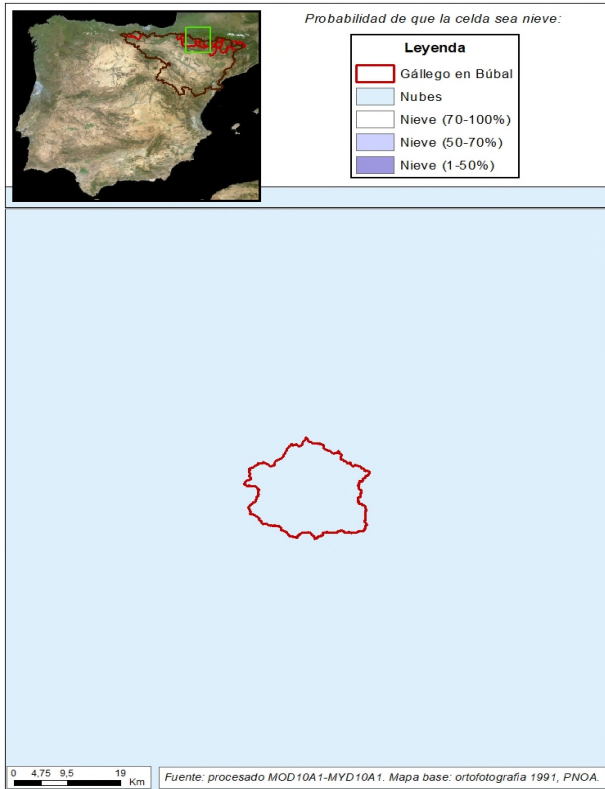 Probabilidad de que la celda sea nieve:
Leyenda
Gállego en Búbal
Nubes
Nieve (70-100%)
Nieve (50-70%)
Nieve (1-50%)
0 4,75 9,5 19
Km
Fuente: procesado MOD10A1-MYD10A1. Mapa base: ortofotografia 1991, PNOA.